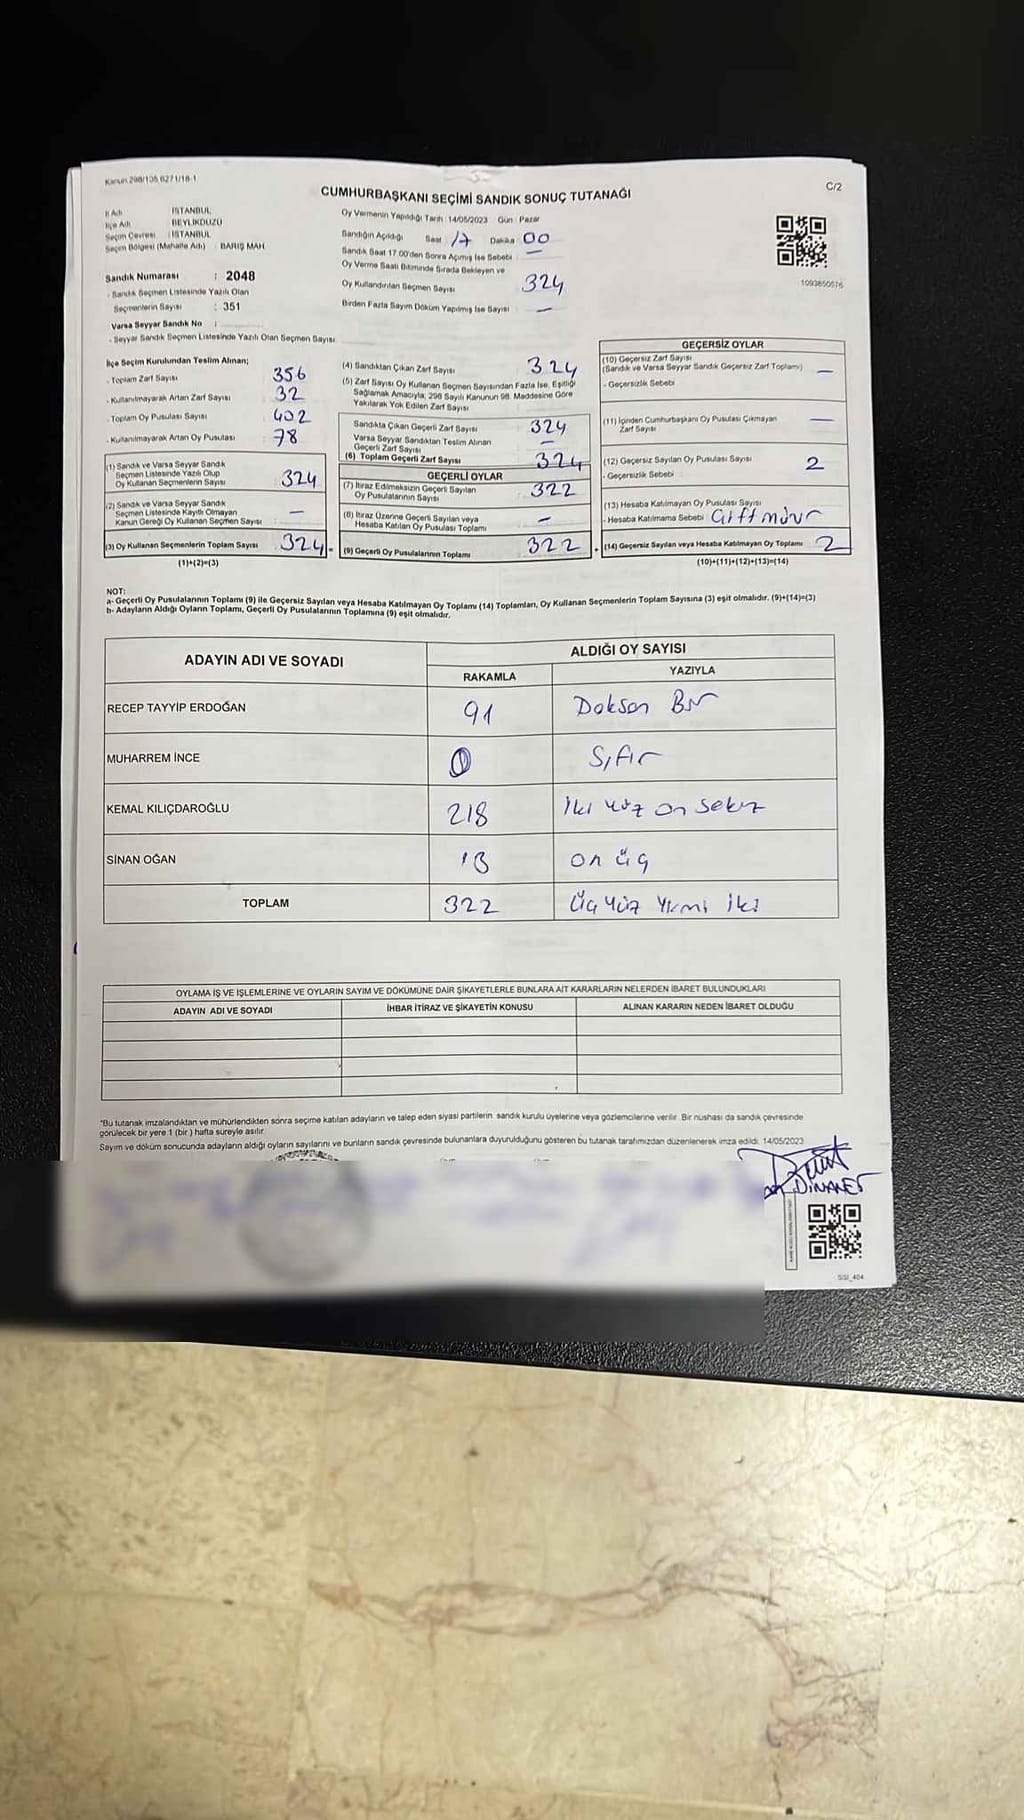 Kanun 298/105 6271/18-1
CUMHURBAŞKANI SEÇİMİ SANDIK SONUÇ TUTANAĞI
C/2
İl Adı İSTANBUL
İlçe Adı BEYLİKDÜZÜ
Seçim Çevresi : İSTANBUL
Seçim Bölgesi (Mahalle Adı) : BARIŞ MAH
Sandık Numarası : 2048
- Sandık Seçmen Listesinde Yazılı Olan
Seçmenlerin Sayısı : 351
Varsa Seyyar Sandık No :
- Seyyar Sandık Seçmen Listesinde Yazılı Olan Seçmen Sayısı:
Oy Vermenin Yapıldığı Tarih : 14/05/2023 Gün : Pazar
Sandığın Açıldığı Saat 17 Dakika 00
Sandık Saat 17.00'den Sonra Açımış İse Sebebi : —
Oy Verme Saati Bitiminde Sırada Bekleyen ve
Oy Kullandırılan Seçmen Sayısı 324
Birden Fazla Sayım Döküm Yapılmış İse Sayısı : —
1093850576
İlçe Seçim Kurulundan Teslim Alınan;
- Toplam Zarf Sayısı 356
- Kullanılmayarak Artan Zarf Sayısı 32
- Toplam Oy Pusulası Sayısı 402
- Kullanılmayarak Artan Oy Pusulası 78
(1) Sandık ve Varsa Seyyar Sandık
Seçmen Listesinde Yazılı Olup
Oy Kullanan Seçmenlerin Sayısı 324
(2) Sandık ve Varsa Seyyar Sandık
Seçmen Listesinde Kayıtlı Olmayan
Kanun Gereği Oy Kullanan Seçmen Sayısı —
(3) Oy Kullanan Seçmenlerin Toplam Sayısı 324 =
(1)+(2)=(3)
(4) Sandıktan Çıkan Zarf Sayısı 324
(5) Zarf Sayısı Oy Kullanan Seçmen Sayısından Fazla İse, Eşitliği
Sağlamak Amacıyla; 298 Sayılı Kanunun 98. Maddesine Göre
Yakılarak Yok Edilen Zarf Sayısı
Sandıkta Çıkan Geçerli Zarf Sayısı 324
Varsa Seyyar Sandıktan Teslim Alınan
Geçerli Zarf Sayısı —
(6) Toplam Geçerli Zarf Sayısı 324
GEÇERLİ OYLAR
(7) İtiraz Edilmeksizin Geçerli Sayılan
Oy Pusulalarının Sayısı 322
(8) İtiraz Üzerine Geçerli Sayılan veya
Hesaba Katılan Oy Pusulası Toplamı —
(9) Geçerli Oy Pusulalarının Toplamı 322 +
GEÇERSİZ OYLAR
(10) Geçersiz Zarf Sayısı
(Sandık ve Varsa Seyyar Sandık Geçersiz Zarf Toplamı) —
- Geçersizlik Sebebi
(11) İçinden Cumhurbaşkanı Oy Pusulası Çıkmayan
Zarf Sayısı —
(12) Geçersiz Sayılan Oy Pusulası Sayısı 2
- Geçersizlik Sebebi
(13) Hesaba Katılmayan Oy Pusulası Sayısı
- Hesaba Katılmama Sebebi Çift mühür
(14) Geçersiz Sayılan veya Hesaba Katılmayan Oy Toplamı 2
(10)+(11)+(12)+(13)=(14)
NOT:
a- Geçerli Oy Pusulalarının Toplamı (9) ile Geçersiz Sayılan veya Hesaba Katılmayan Oy Toplamı (14) Toplamları, Oy Kullanan Seçmenlerin Toplam Sayısına (3) eşit olmalıdır. (9)+(14)=(3)
b- Adayların Aldığı Oyların Toplamı, Geçerli Oy Pusulalarının Toplamına (9) eşit olmalıdır.
ADAYIN ADI VE SOYADI ALDIĞI OY SAYISI
RAKAMLA YAZIYLA
RECEP TAYYİP ERDOĞAN 91 Doksan Bir
MUHARREM İNCE 0 Sıfır
KEMAL KILIÇDAROĞLU 218 iki yüz on sekiz
SİNAN OĞAN 13 on üç
TOPLAM 322 Üç yüz yirmi iki
OYLAMA İŞ VE İŞLEMLERİNE VE OYLARIN SAYIM VE DÖKÜMÜNE DAİR ŞİKAYETLERLE BUNLARA AİT KARARLARIN NELERDEN İBARET BULUNDUKLARI
ADAYIN ADI VE SOYADI İHBAR İTİRAZ VE ŞİKAYETİN KONUSU ALINAN KARARIN NEDEN İBARET OLDUĞU
*Bu tutanak imzalandıktan ve mühürlendikten sonra seçime katılan adayların ve talep eden siyasi partilerin sandık kurulu üyelerine veya gözlemcilerine verilir. Bir nüshası da sandık çevresinde
görülecek bir yere 1 (bir) hafta süreyle asılır.
Sayım ve döküm sonucunda adayların aldığı oyların sayılarını ve bunların sandık çevresinde bulunanlara duyurulduğunu gösteren bu tutanak tarafımızdan düzenlenerek imza edildi. 14/05/2023
SSI_404